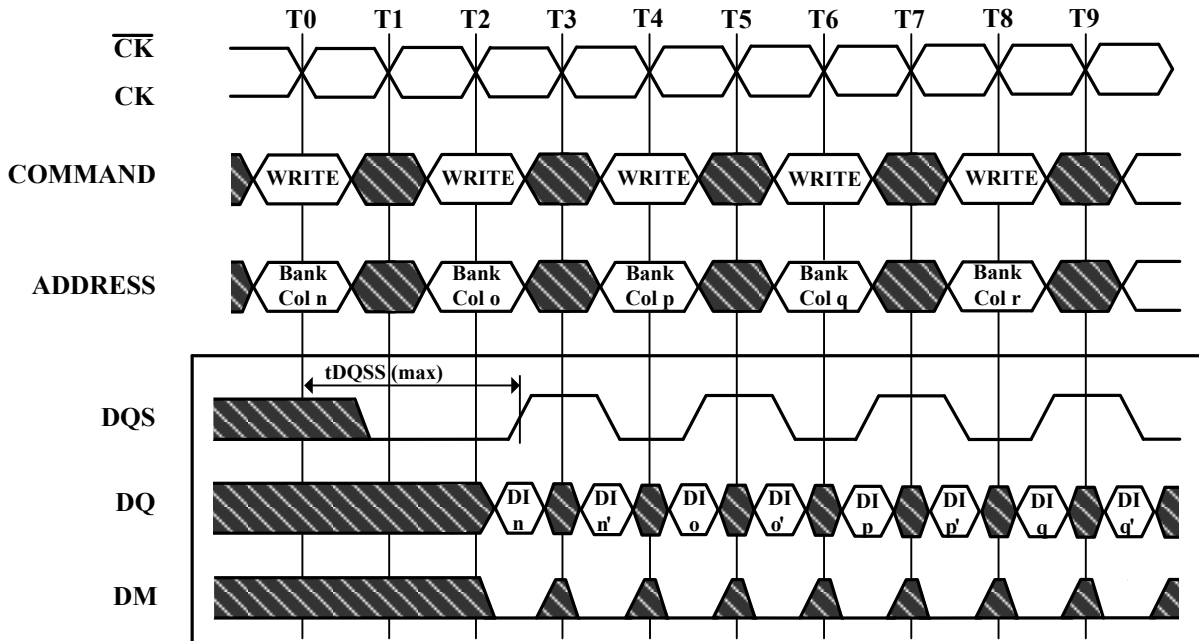 T0 T1 T2 T3 T4 T5 T6 T7 T8 T9
CK
CK
COMMAND WRITE WRITE WRITE WRITE WRITE
ADDRESS
Bank Bank Bank Bank Bank
Col n Col o Col p Col q Col r
tDQSS (max)
DQS
DQ
DI DI DI DI DI DI DI DI
n n' o o' p p' q q'
DM